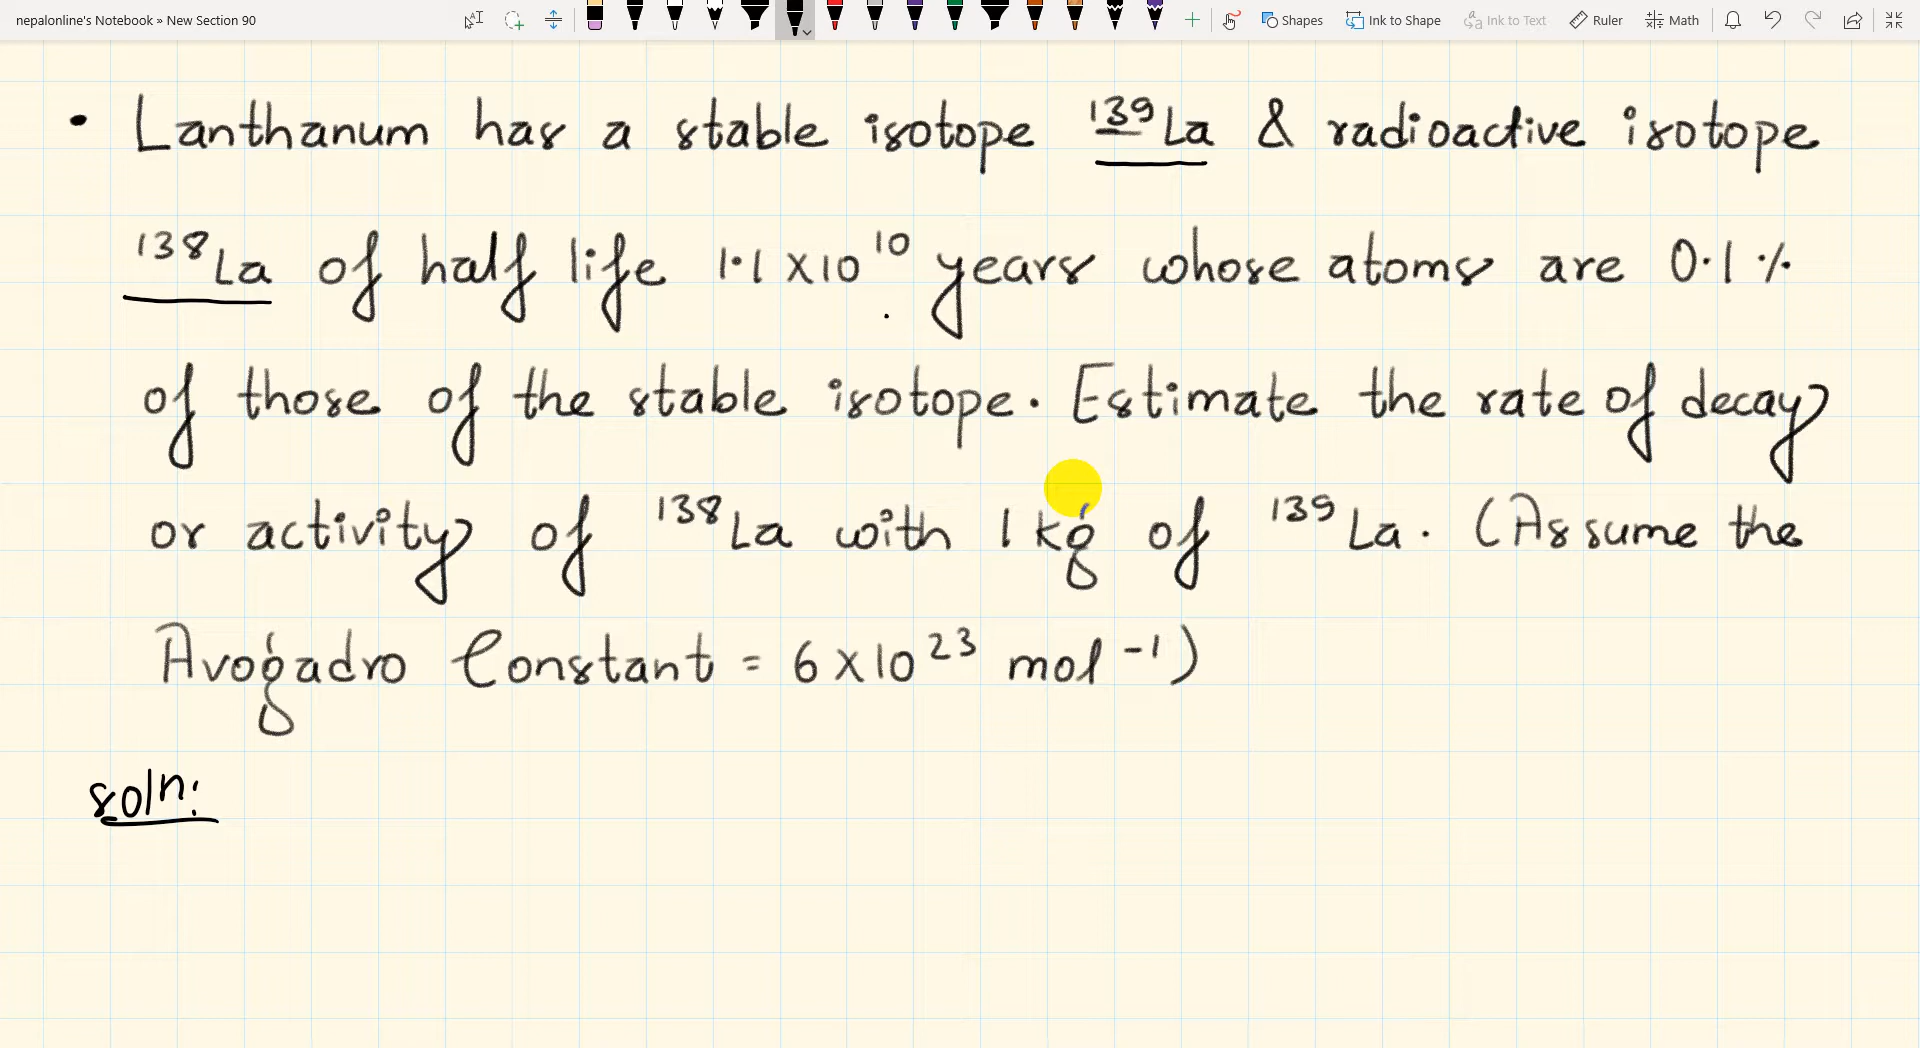 nepalonline's Notebook » New Section 90
Shapes Ink to Shape Ink to Text Ruler Math
• Lanthanum has a stable isotope ¹³⁹La & radioactive isotope
¹³⁸La of half life 1.1 × 10¹⁰ years whose atoms are 0.1 %
of those of the stable isotope. Estimate the rate of decay
or activity of ¹³⁸La with 1 kg of ¹³⁹La. (Assume the
Avogadro Constant = 6 × 10²³ mol⁻¹)
soln: